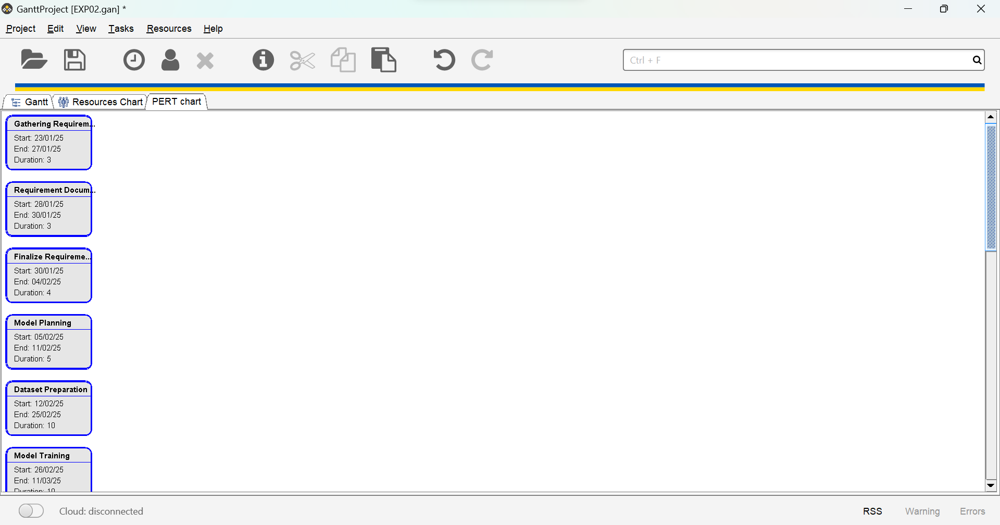 GanttProject [EXP02.gan] *
Project Edit View Tasks Resources Help
Ctrl + F
Gantt Resources Chart PERT chart
Gathering Requirem...
Start: 23/01/25
End: 27/01/25
Duration: 3
Requirement Docum...
Start: 28/01/25
End: 30/01/25
Duration: 3
Finalize Requireme...
Start: 30/01/25
End: 04/02/25
Duration: 4
Model Planning
Start: 05/02/25
End: 11/02/25
Duration: 5
Dataset Preparation
Start: 12/02/25
End: 25/02/25
Duration: 10
Model Training
Start: 26/02/25
End: 11/03/25
Duration: 10
Cloud: disconnected
RSS Warning Errors